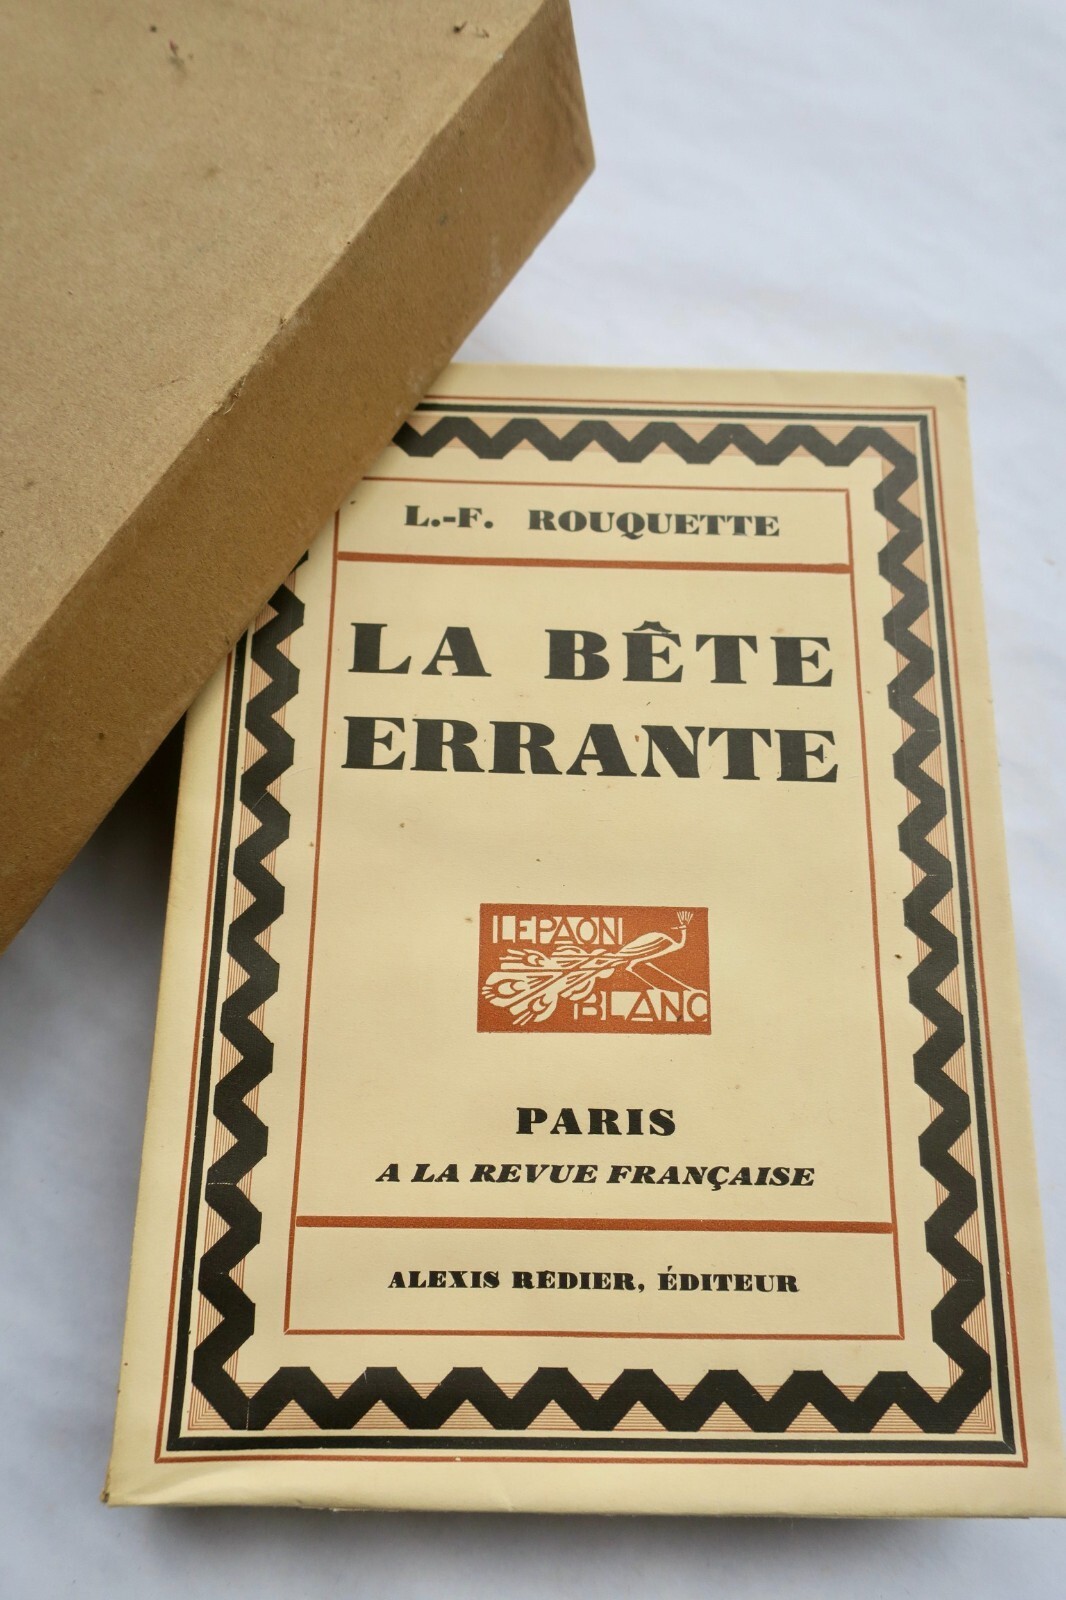 L.-F. ROUQUETTE
LA BÊTE
ERRANTE
LE PAON
BLANC
PARIS
A LA REVUE FRANÇAISE
ALEXIS RÉDIER, ÉDITEUR